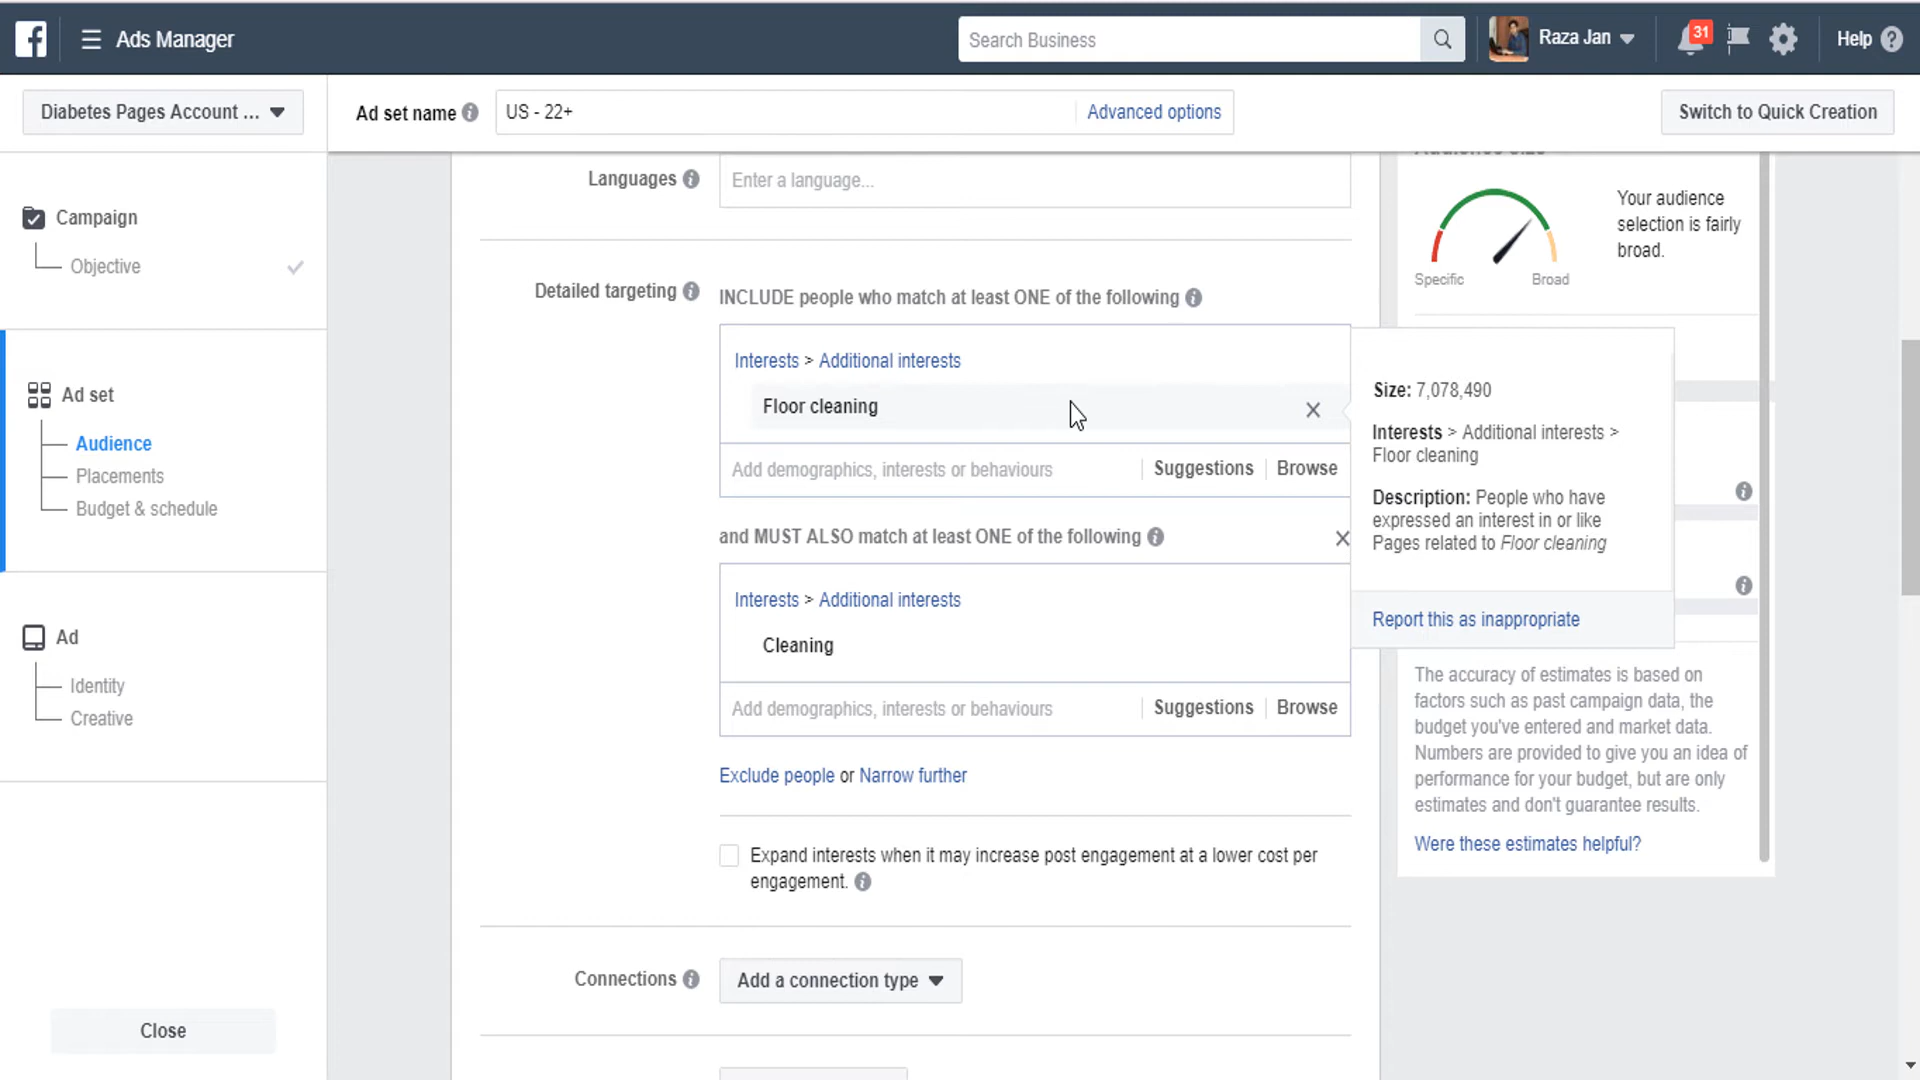 Ads Manager
Search Business
Raza Jan
31
Help
Diabetes Pages Account ...
Ad set name
US - 22+
Advanced options
Switch to Quick Creation
Campaign
Objective
Ad set
Audience
Placements
Budget & schedule
Ad
Identity
Creative
Close
Languages
Enter a language...
Detailed targeting
INCLUDE people who match at least ONE of the following
Interests > Additional interests
Floor cleaning
Add demographics, interests or behaviours
Suggestions
Browse
and MUST ALSO match at least ONE of the following
Interests > Additional interests
Cleaning
Add demographics, interests or behaviours
Suggestions
Browse
Exclude people or Narrow further
Expand interests when it may increase post engagement at a lower cost per
engagement.
Connections
Add a connection type
Your audience
selection is fairly
broad.
Specific
Broad
Size: 7,078,490
Interests > Additional interests >
Floor cleaning
Description: People who have
expressed an interest in or like
Pages related to Floor cleaning
Report this as inappropriate
The accuracy of estimates is based on
factors such as past campaign data, the
budget you've entered and market data.
Numbers are provided to give you an idea of
performance for your budget, but are only
estimates and don't guarantee results.
Were these estimates helpful?